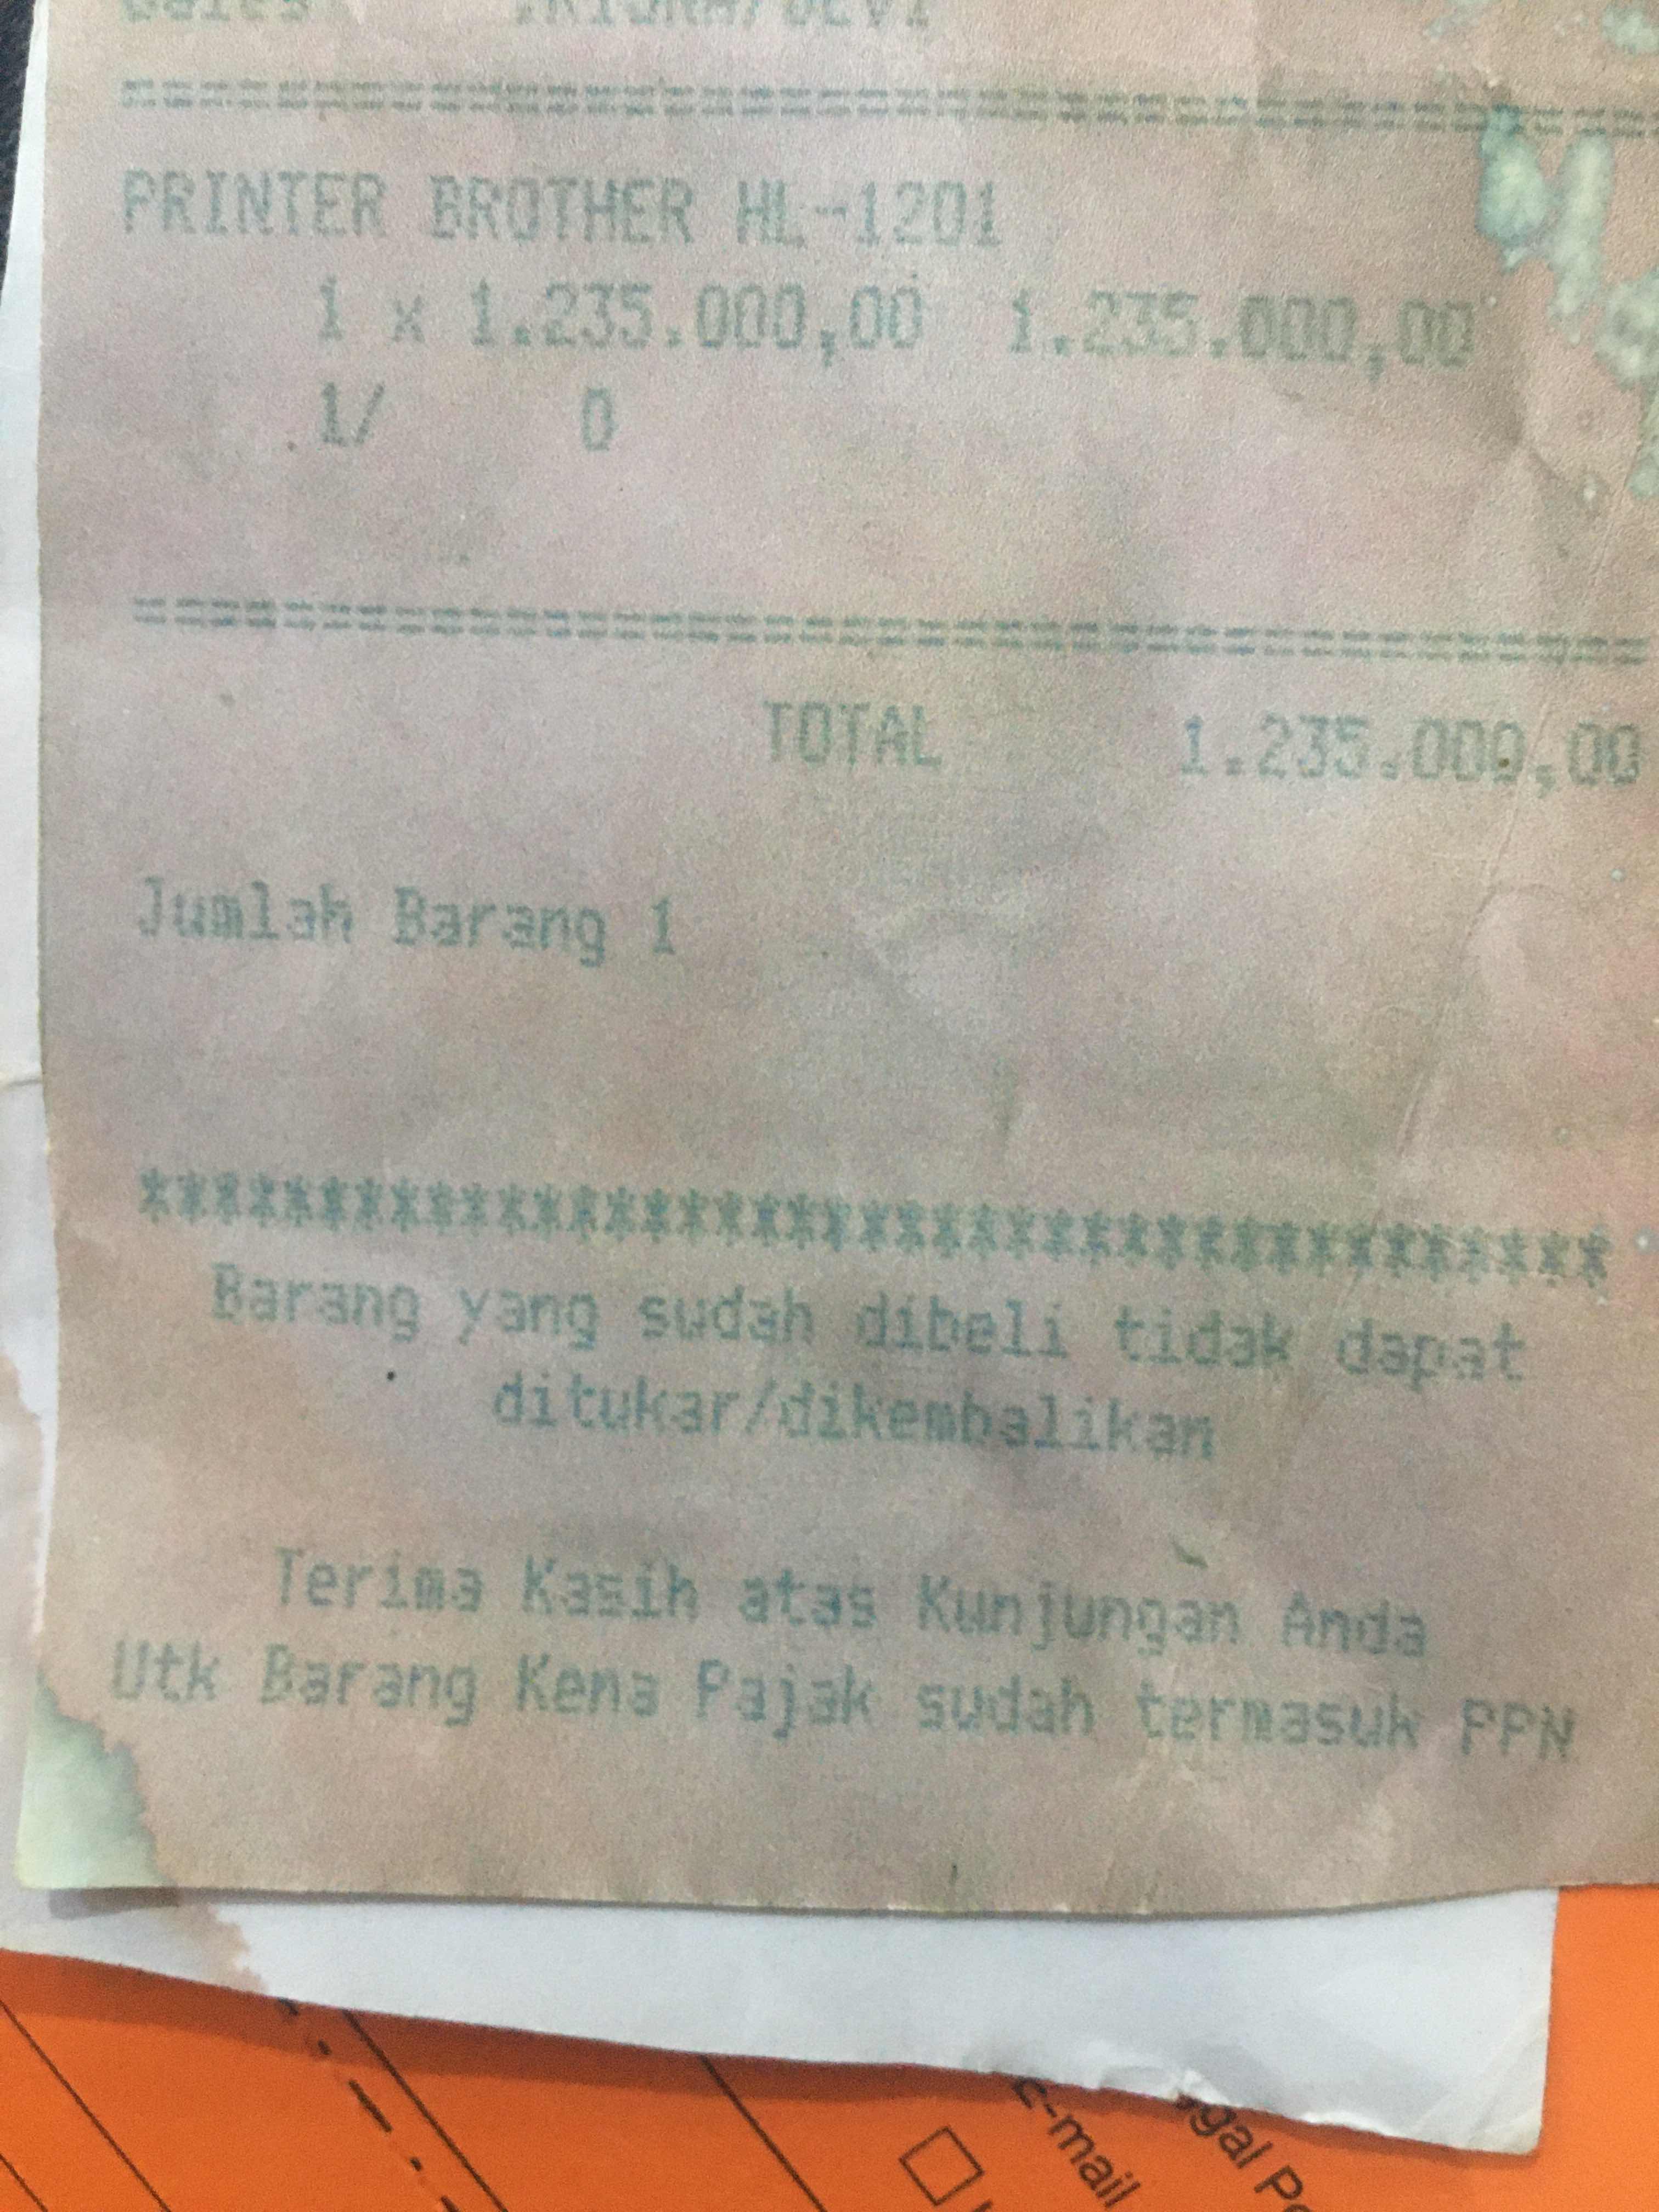 PRINTER BROTHER HL-1201
1 x 1.235.000,00 1.235.000,00
1/ 0
TOTAL 1.235.000,00
Jumlah Barang 1
******************************************
Barang yang sudah dibeli tidak dapat
ditukar/dikembalikan
Terima Kasih atas Kunjungan Anda
Utk Barang Kena Pajak sudah termasuk PPN
E-mail